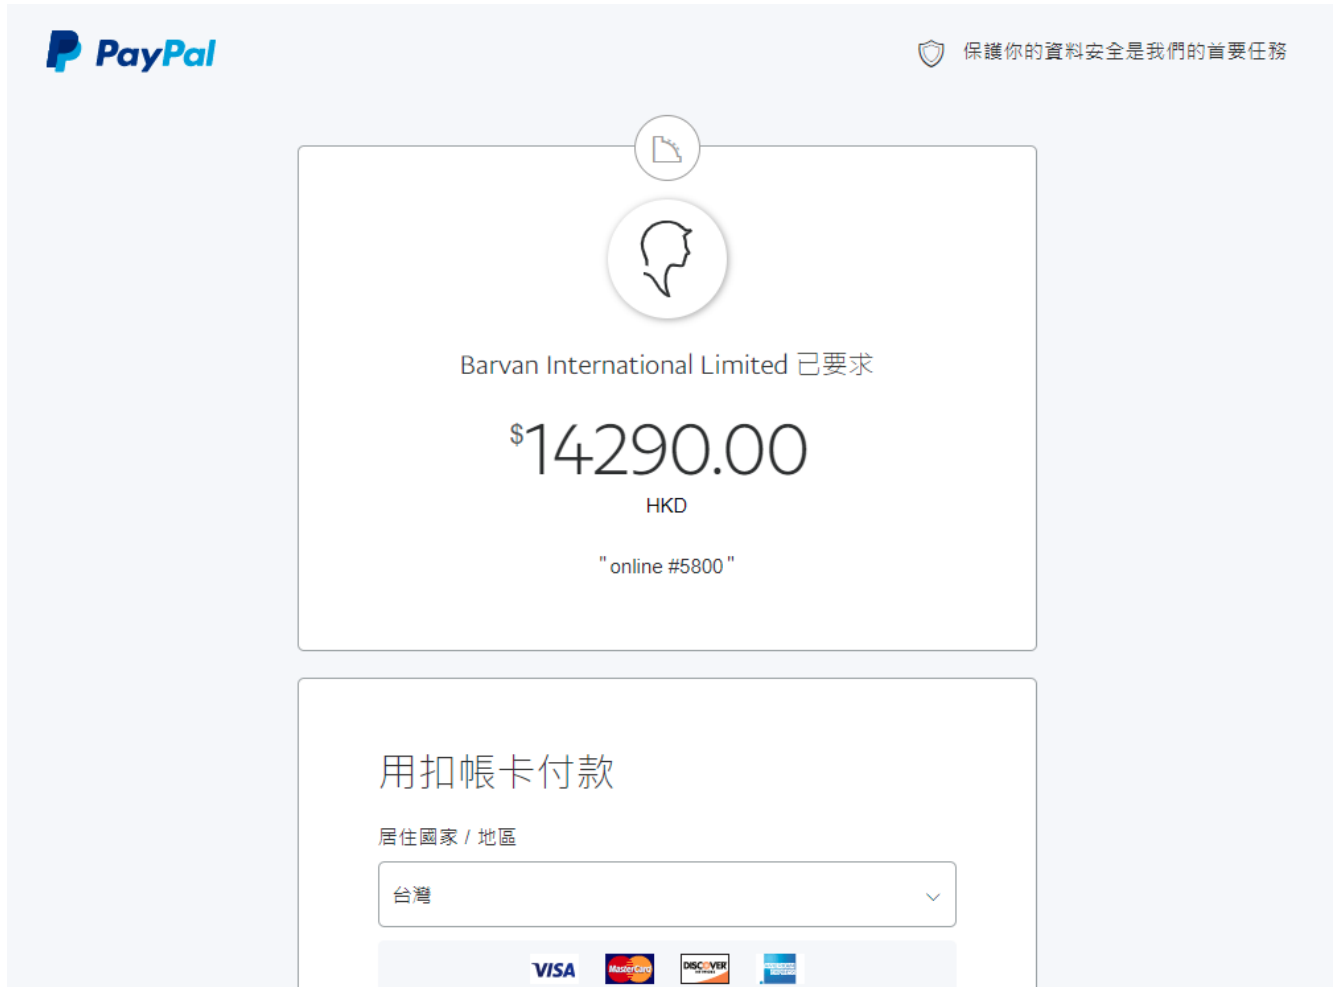 PayPal
保護你的資料安全是我們的首要任務
Barvan International Limited 已要求
$14290.00
HKD
"online #5800"
用扣帳卡付款
居住國家 / 地區
台灣
VISA MasterCard DISCOVER AMERICAN EXPRESS